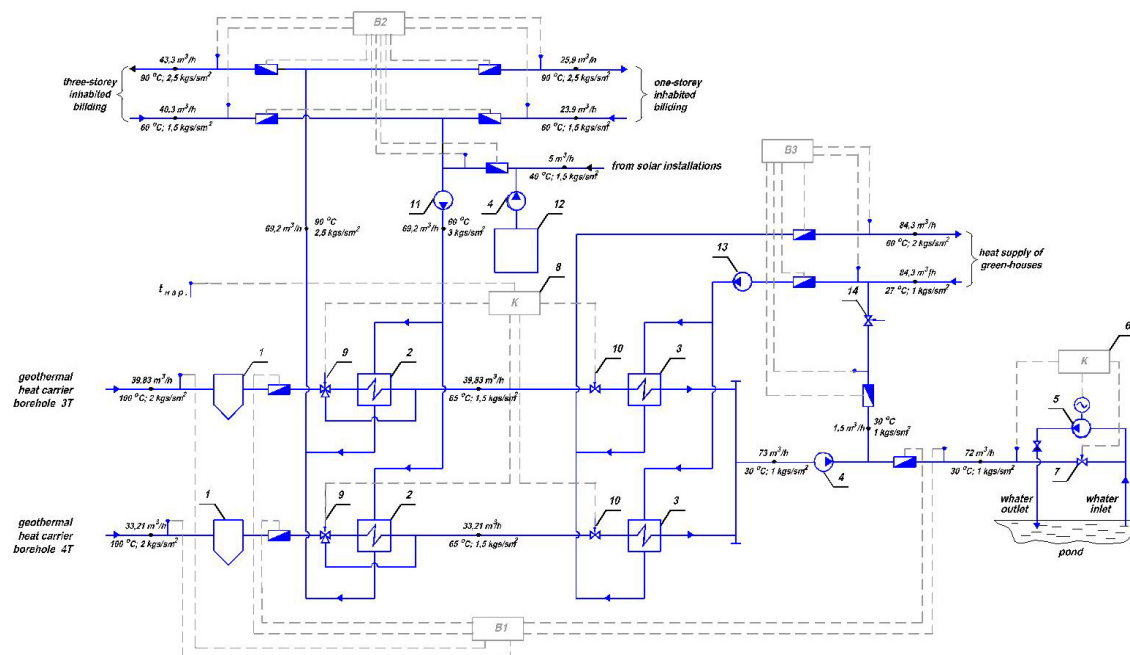 B2
43,3 m³/h
90 °C; 2,5 kgs/sm²
25,9 m³/h
90 °C; 2,5 kgs/sm²
three-storey
inhabited
biliding
one-storey
inhabited
biliding
40,3 m³/h
60 °C; 1,5 kgs/sm²
23.9 m³/h
60 °C; 1,5 kgs/sm²
5 m³/h
40 °C; 1,5 kgs/sm²
from solar installations
B3
11
4
12
69,2 m³/h
90 °C
2,5 kgs/sm²
69,2 m³/h
60 °C
3 kgs/sm²
84,3 m³/h
60 °C; 2 kgs/sm²
heat supply of
green-houses
13
84,3 m³/h
27 °C; 1 kgs/sm²
t н а р .
8
K
14
6
K
1
9
2
10
3
geothermal
heat carrier
borehole 3T
39,83 m³/h
100 °C; 2 kgs/sm²
39,83 m³/h
65 °C; 1,5 kgs/sm²
5
1,5 m³/h
30 °C
1 kgs/sm²
73 m³/h
30 °C; 1 kgs/sm²
4
72 m³/h
30 °C; 1 kgs/sm²
7
whater
outlet
whater
inlet
pond
1
9
2
10
3
geothermal
heat carrier
borehole 4T
33,21 m³/h
100 °C; 2 kgs/sm²
33,21 m³/h
65 °C; 1,5 kgs/sm²
B1